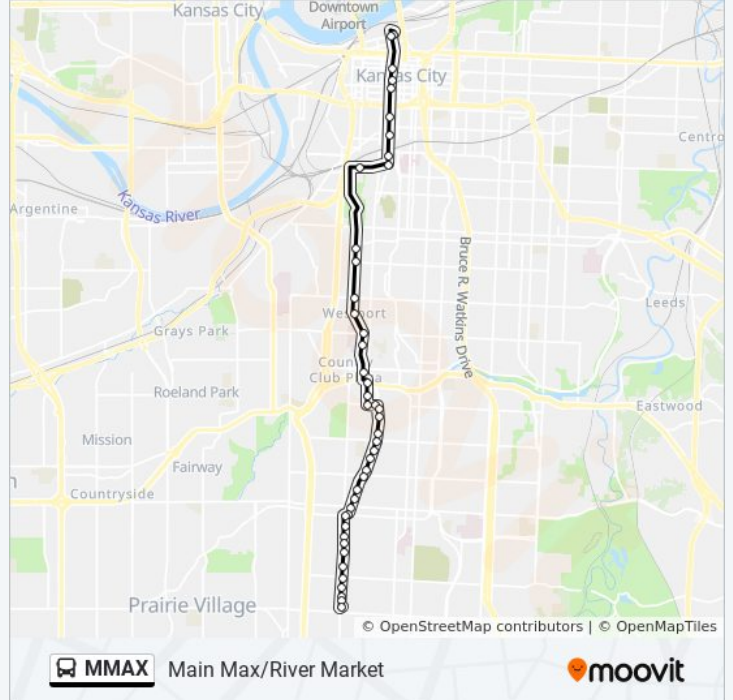 Kansas City
Downtown
Airport
Kansas City
Centro
Kansas River
Argentine
Bruce R. Watkins Drive
Leeds
Westport
Grays Park
Country
Club Plaza
Roeland Park
Eastwood
Mission
Fairway
n
Countryside
Prairie Village
© OpenStreetMap contributors | © OpenMapTiles
MMAX Main Max/River Market
moovit